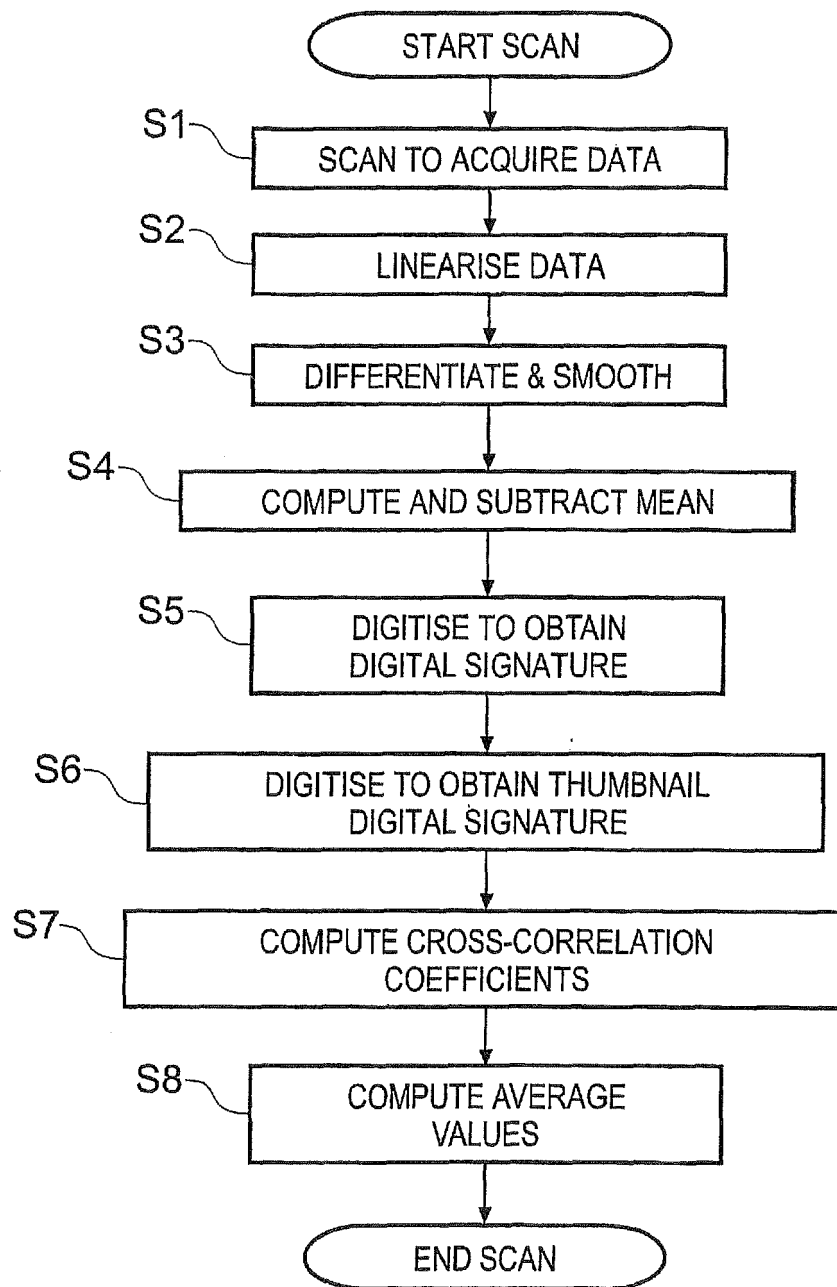 START SCAN
S1
SCAN TO ACQUIRE DATA
S2
LINEARISE DATA
S3
DIFFERENTIATE & SMOOTH
S4
COMPUTE AND SUBTRACT MEAN
S5
DIGITISE TO OBTAIN
DIGITAL SIGNATURE
S6
DIGITISE TO OBTAIN THUMBNAIL
DIGITAL SIGNATURE
S7
COMPUTE CROSS-CORRELATION
COEFFICIENTS
S8
COMPUTE AVERAGE
VALUES
END SCAN